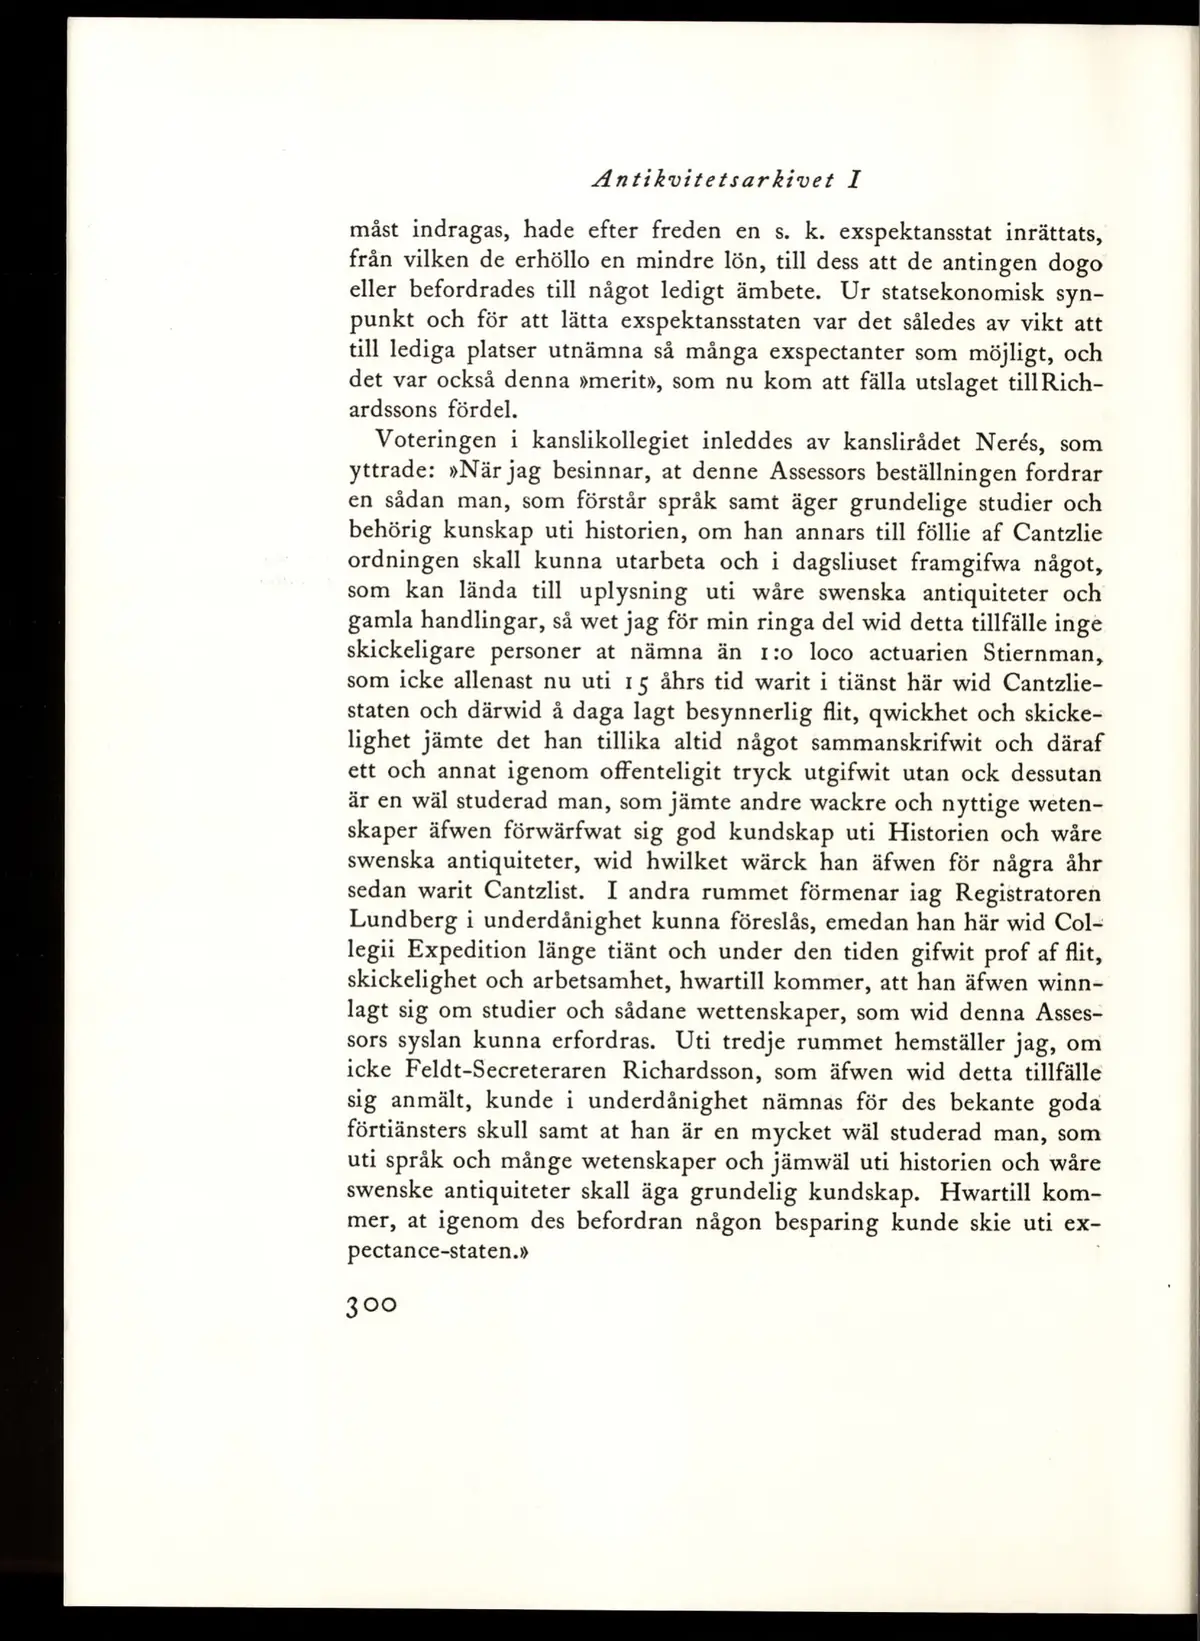 Antikvitetsarkivet I
måst indragas, hade efter freden en s. k. exspektansstat inrättats,
från vilken de erhöllo en mindre lön, till dess att de antingen dogo
eller befordrades till något ledigt ämbete. Ur statsekonomisk syn-
punkt och för att lätta exspektansstaten var det således av vikt att
till lediga platser utnämna så många exspectanter som möjligt, och
det var också denna »merit», som nu kom att fälla utslaget till Rich-
ardssons fördel.
Voteringen i kanslikollegiet inleddes av kanslirådet Nerés, som
yttrade: »När jag besinnar, at denne Assessors beställningen fordrar
en sådan man, som förstår språk samt äger grundelige studier och
behörig kunskap uti historien, om han annars till föllie af Cantzlie
ordningen skall kunna utarbeta och i dagsliuset framgifwa något,
som kan lända till uplysning uti wåre swenska antiquiteter och
gamla handlingar, så wet jag för min ringa del wid detta tillfälle inge
skickeligare personer at nämna än 1:o loco actuarien Stiernman,
som icke allenast nu uti 15 åhrs tid warit i tiänst här wid Cantzlie-
staten och därwid å daga lagt besynnerlig flit, qwickhet och skicke-
lighet jämte det han tillika altid något sammanskrifwit och däraf
ett och annat igenom offenteligit tryck utgifwit utan ock dessutan
är en wäl studerad man, som jämte andre wackre och nyttige weten-
skaper äfwen förwärfwat sig god kundskap uti Historien och wåre
swenska antiquiteter, wid hwilket wärck han äfwen för några åhr
sedan warit Cantzlist. I andra rummet förmenar iag Registratoren
Lundberg i underdånighet kunna föreslås, emedan han här wid Col-
legii Expedition länge tiänt och under den tiden gifwit prof af flit,
skickelighet och arbetsamhet, hwartill kommer, att han äfwen winn-
lagt sig om studier och sådane wettenskaper, som wid denna Asses-
sors syslan kunna erfordras. Uti tredje rummet hemställer jag, om
icke Feldt-Secreteraren Richardsson, som äfwen wid detta tillfälle
sig anmält, kunde i underdånighet nämnas för des bekante goda
förtiänsters skull samt at han är en mycket wäl studerad man, som
uti språk och månge wetenskaper och jämwäl uti historien och wåre
swenske antiquiteter skall äga grundelig kundskap. Hwartill kom-
mer, at igenom des befordran någon besparing kunde skie uti ex-
pectance-staten.»
300